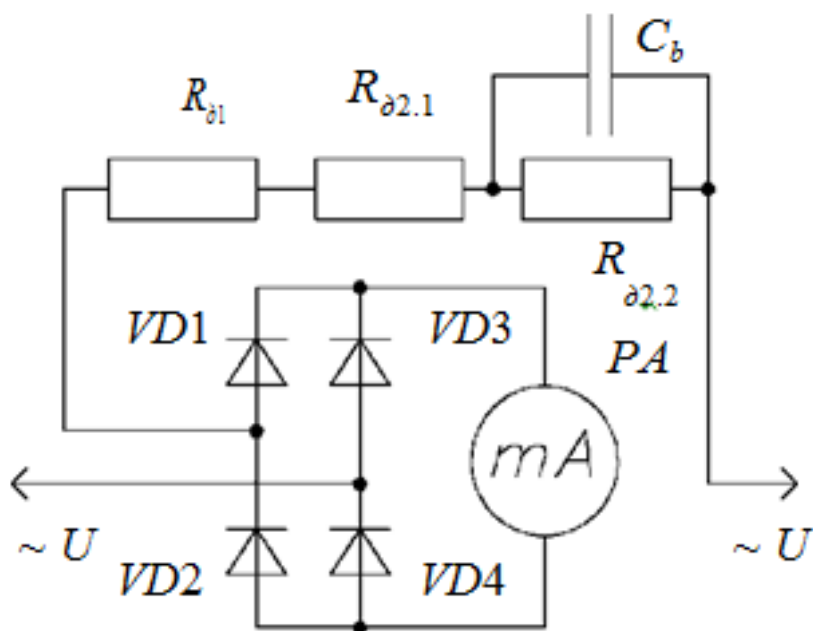 C_b
R_д1
R_д2.1
R_д2.2
VD1
VD3
PA
mA
~ U
~ U
VD2
VD4